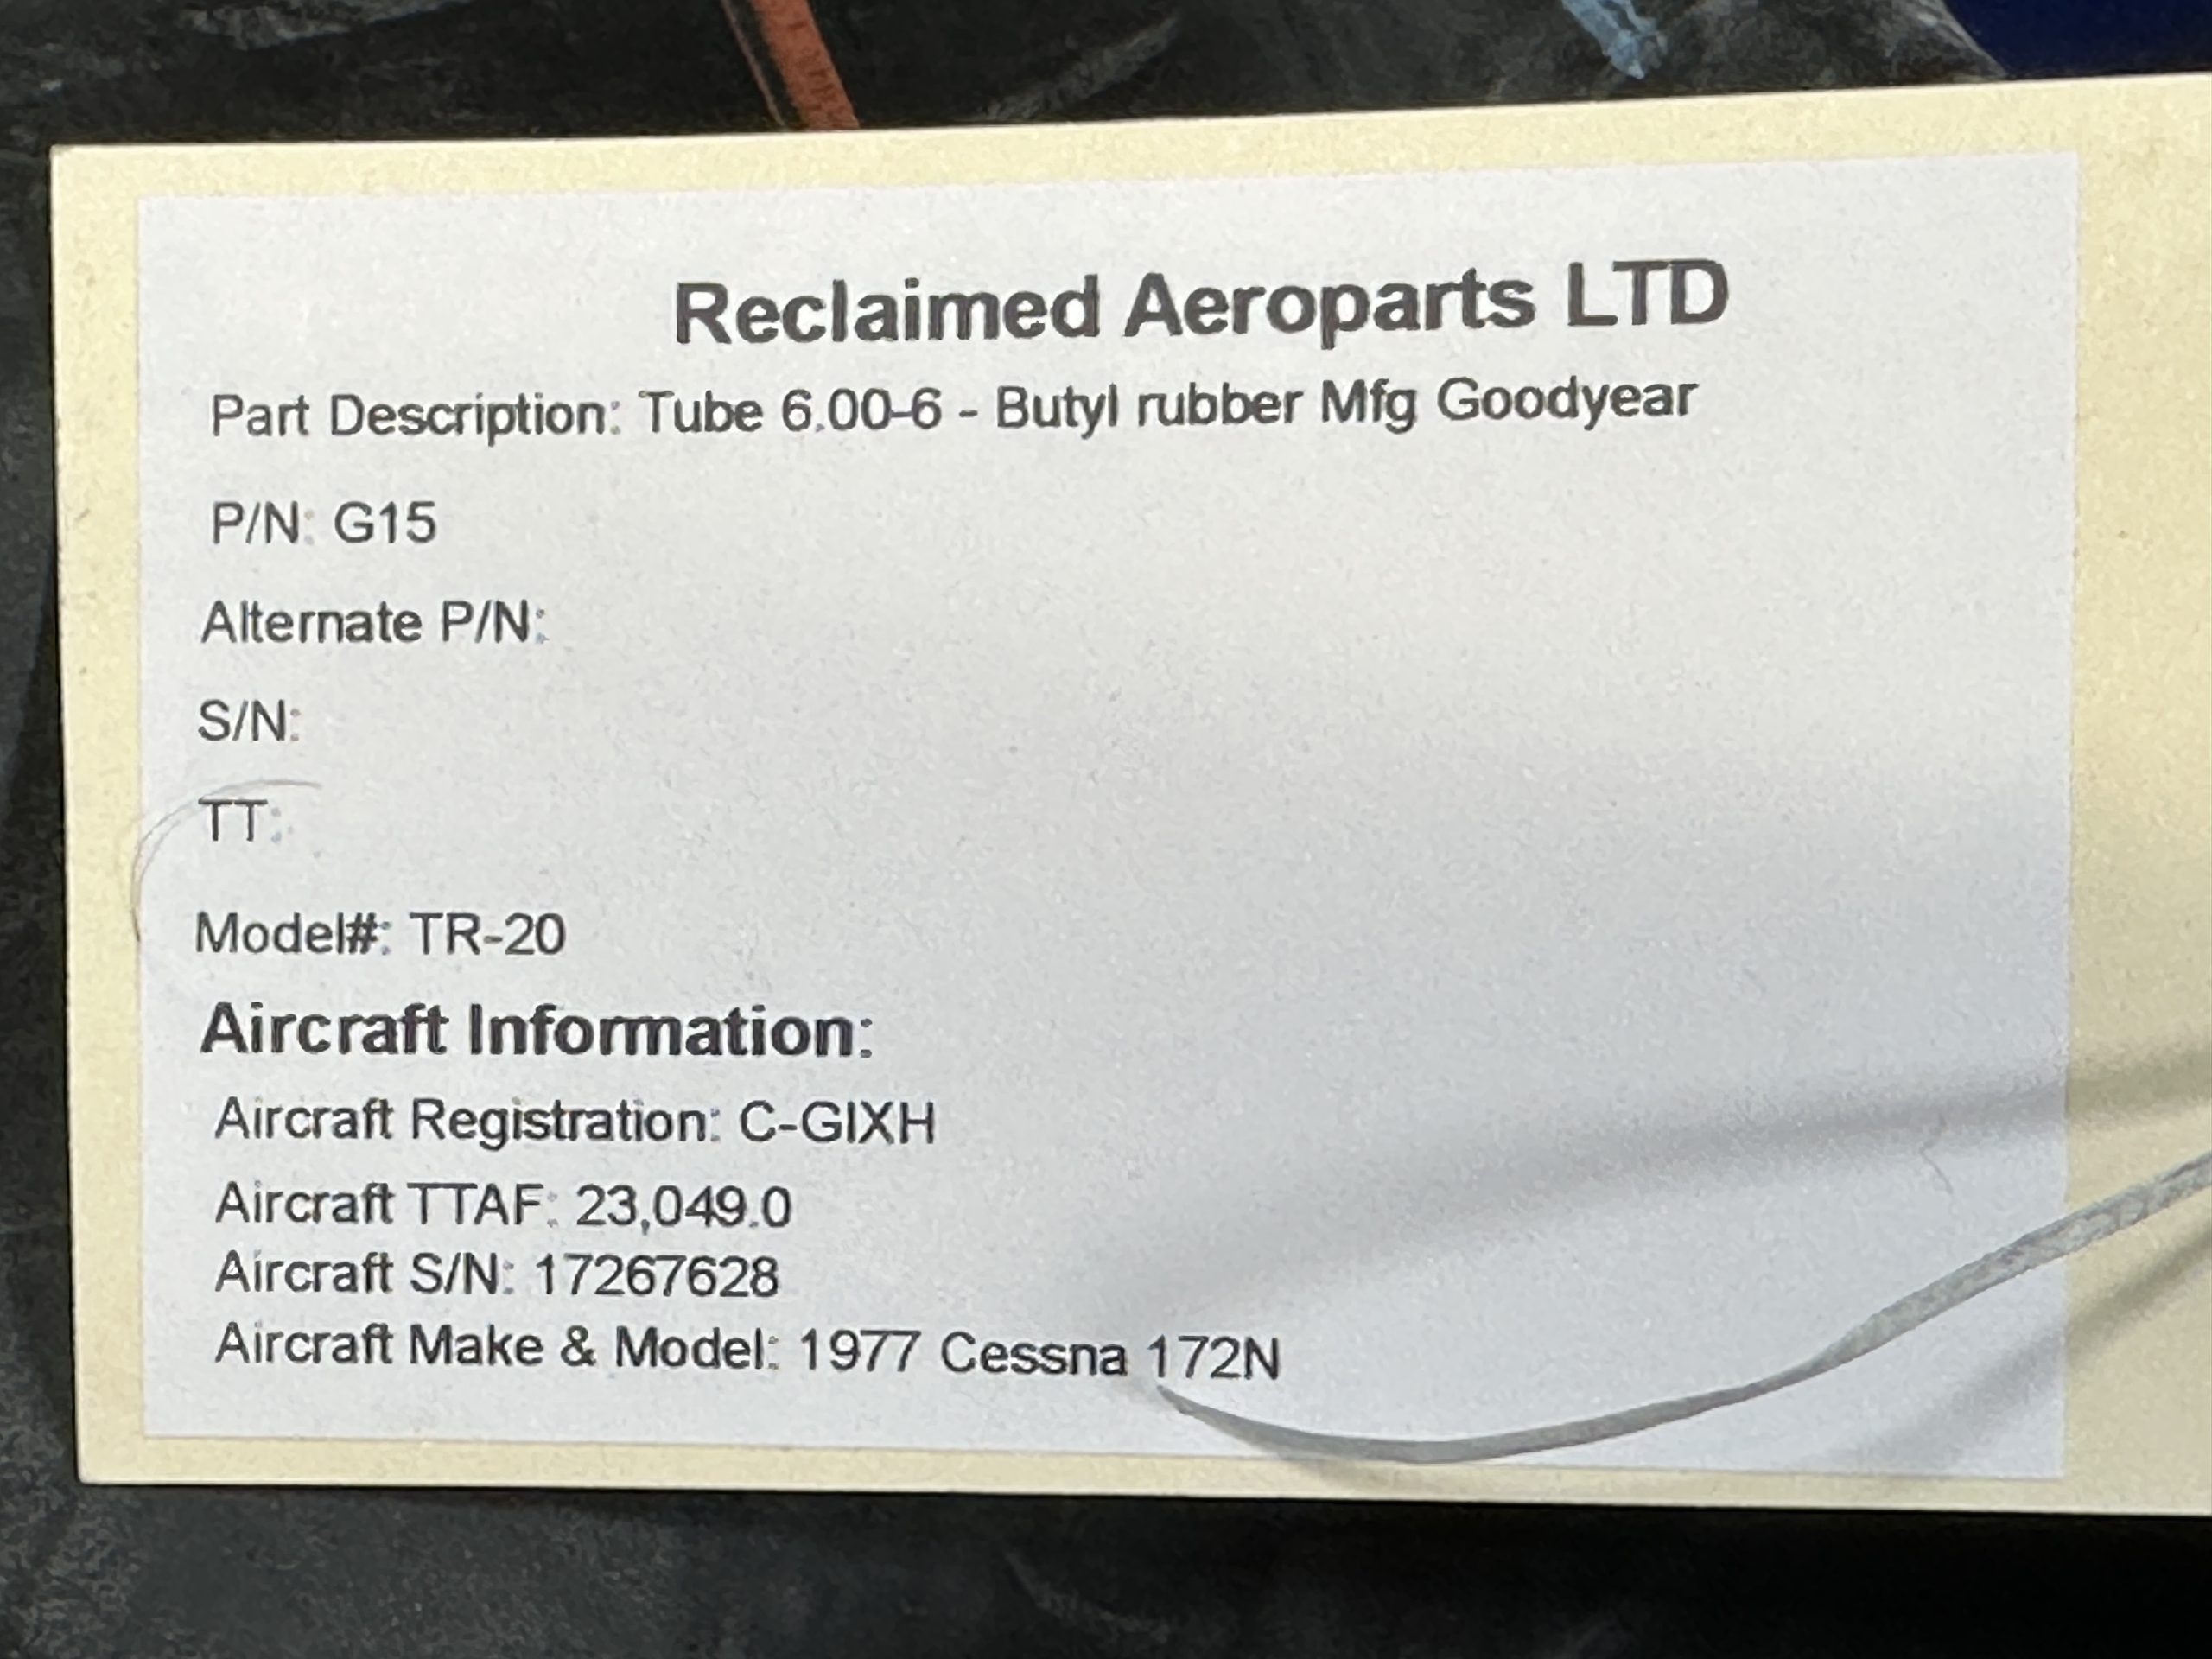 Reclaimed Aeroparts LTD
Part Description: Tube 6.00-6 - Butyl rubber Mfg Goodyear
P/N: G15
Alternate P/N:
S/N:
TT:
Model#: TR-20
Aircraft Information:
Aircraft Registration: C-GIXH
Aircraft TTAF: 23,049.0
Aircraft S/N: 17267628
Aircraft Make & Model: 1977 Cessna 172N